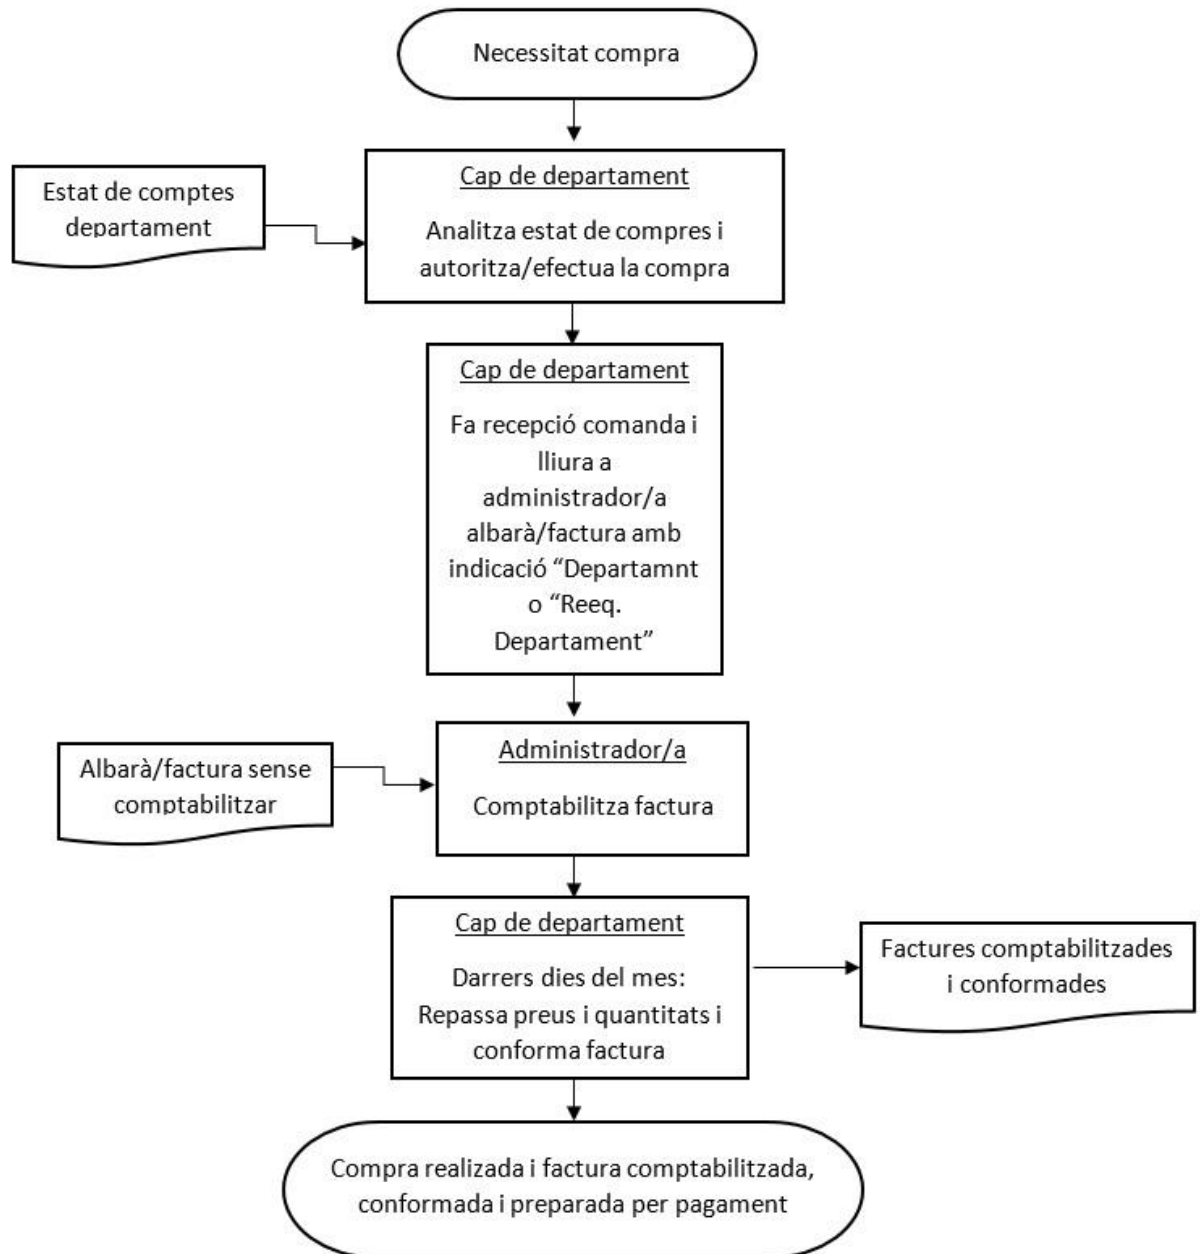 Necessitat compra
Estat de comptes
departament
Cap de departament
Analitza estat de compres i
autoritza/efectua la compra
Cap de departament
Fa recepció comanda i
lliura a
administrador/a
albarà/factura amb
indicació “Departamnt
o “Reeq.
Departament”
Albarà/factura sense
comptabilitzar
Administrador/a
Comptabilitza factura
Cap de departament
Darrers dies del mes:
Repassa preus i quantitats i
conforma factura
Factures comptabilitzades
i conformades
Compra realizada i factura comptabilitzada,
conformada i preparada per pagament